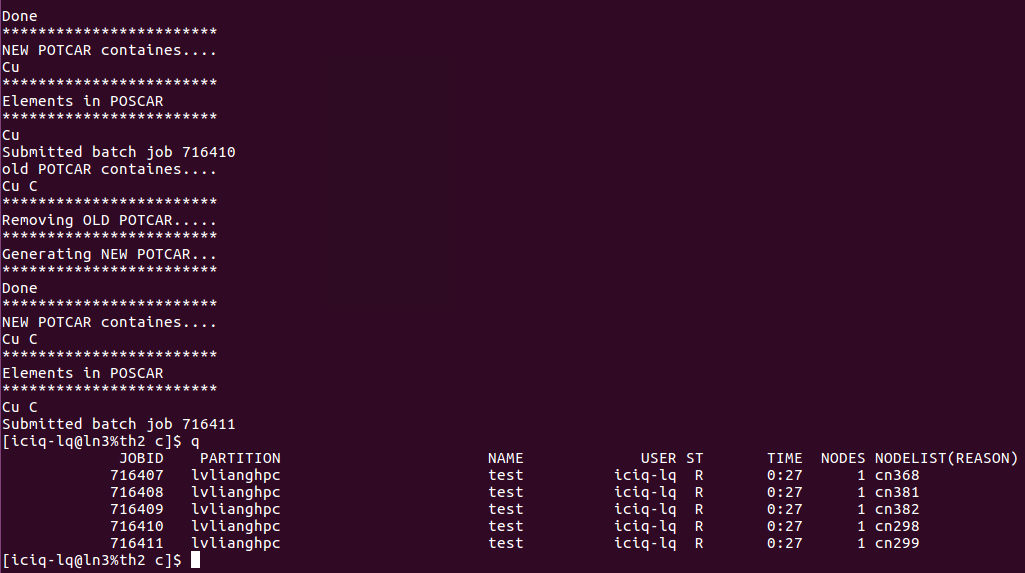 Done
************************
NEW POTCAR containes....
Cu
************************
Elements in POSCAR
************************
Cu
Submitted batch job 716410
old POTCAR containes....
Cu C
************************
Removing OLD POTCAR.....
************************
Generating NEW POTCAR...
************************
Done
************************
NEW POTCAR containes....
Cu C
************************
Elements in POSCAR
************************
Cu C
Submitted batch job 716411
[iciq-lq@ln3%th2 c]$ q
JOBID PARTITION NAME USER ST TIME NODES NODELIST(REASON)
716407 lvlianghpc test iciq-lq R 0:27 1 cn368
716408 lvlianghpc test iciq-lq R 0:27 1 cn381
716409 lvlianghpc test iciq-lq R 0:27 1 cn382
716410 lvlianghpc test iciq-lq R 0:27 1 cn298
716411 lvlianghpc test iciq-lq R 0:27 1 cn299
[iciq-lq@ln3%th2 c]$